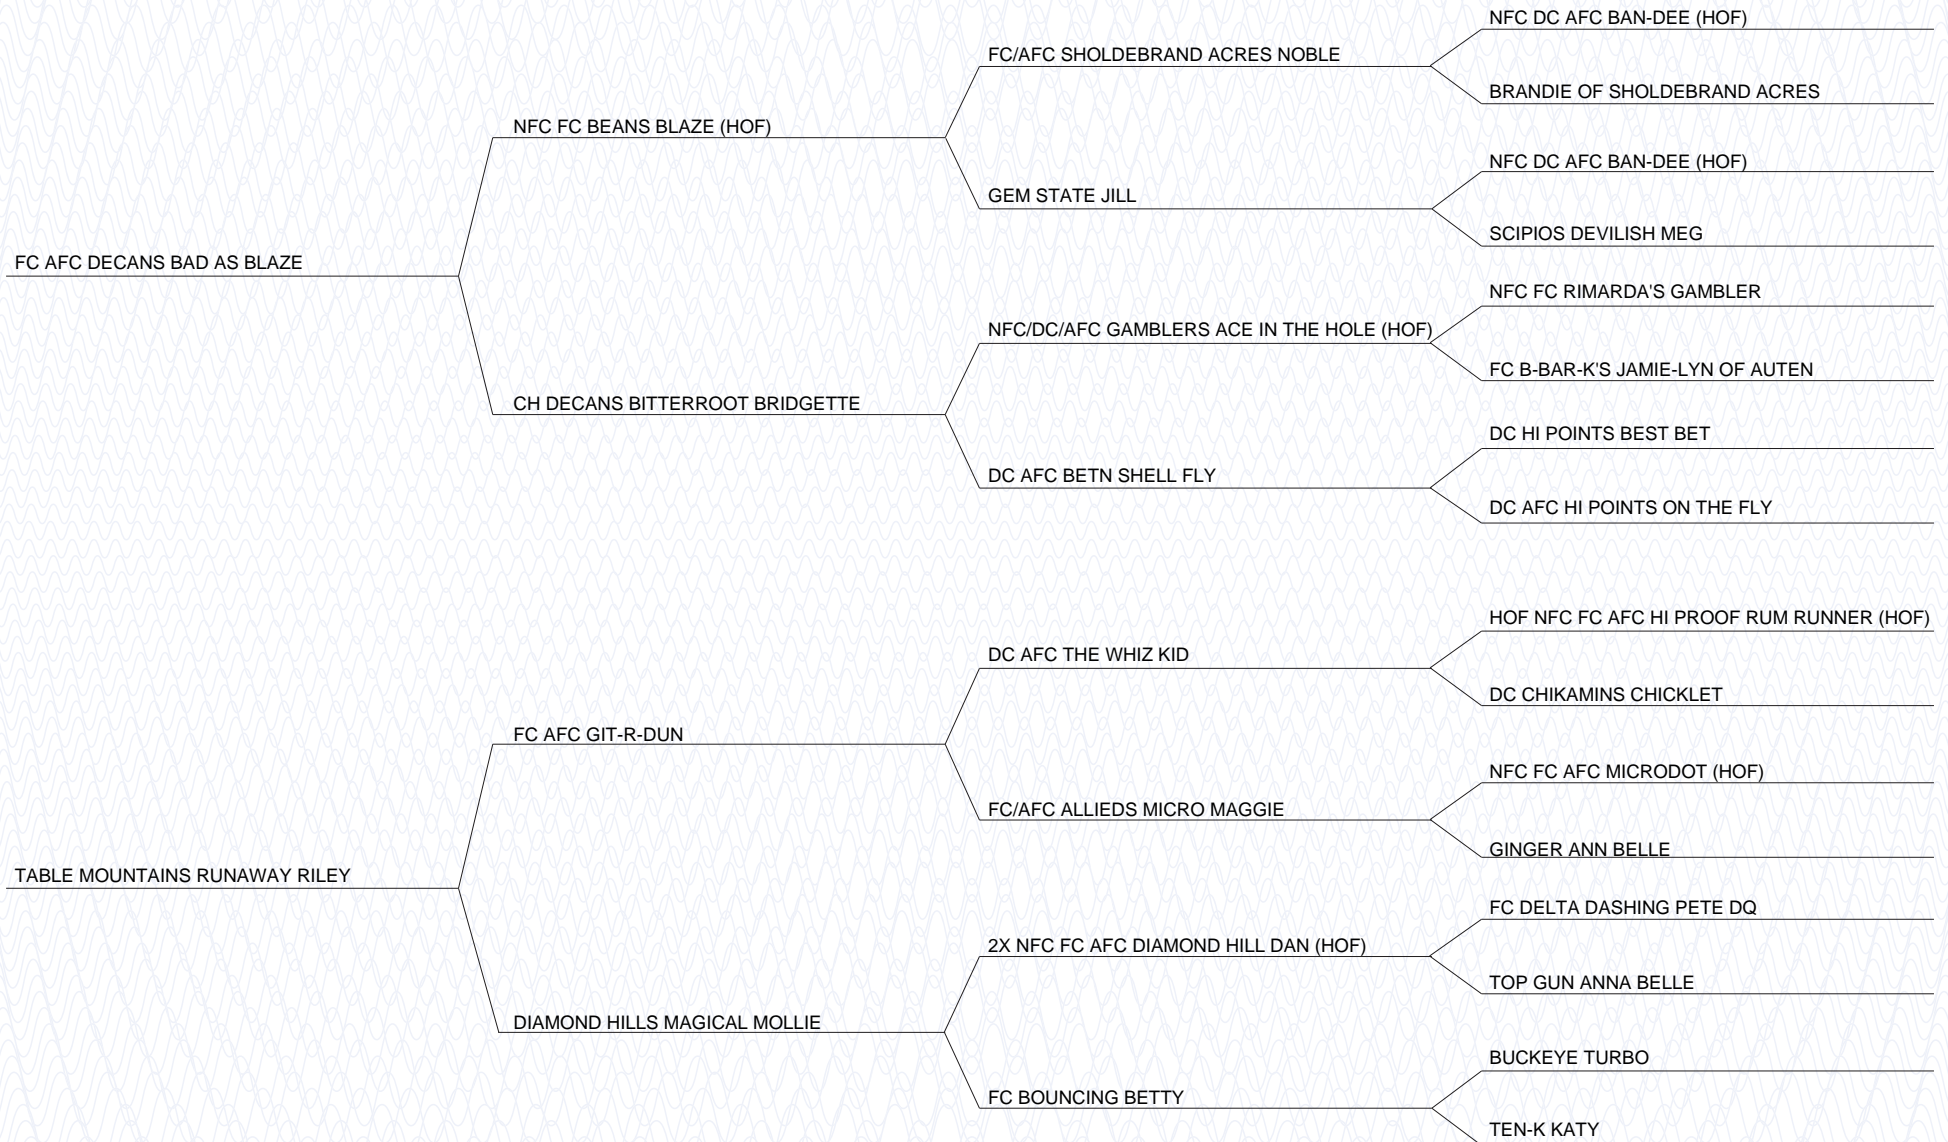 NFC DC AFC BAN-DEE (HOF)
FC/AFC SHOLDEBRAND ACRES NOBLE
BRANDIE OF SHOLDEBRAND ACRES
NFC FC BEANS BLAZE (HOF)
NFC DC AFC BAN-DEE (HOF)
GEM STATE JILL
SCIPIOS DEVILISH MEG
FC AFC DECANS BAD AS BLAZE
NFC FC RIMARDA'S GAMBLER
NFC/DC/AFC GAMBLERS ACE IN THE HOLE (HOF)
FC B-BAR-K'S JAMIE-LYN OF AUTEN
CH DECANS BITTERROOT BRIDGETTE
DC HI POINTS BEST BET
DC AFC BETN SHELL FLY
DC AFC HI POINTS ON THE FLY
HOF NFC FC AFC HI PROOF RUM RUNNER (HOF)
DC AFC THE WHIZ KID
DC CHIKAMINS CHICKLET
FC AFC GIT-R-DUN
NFC FC AFC MICRODOT (HOF)
FC/AFC ALLIEDS MICRO MAGGIE
GINGER ANN BELLE
TABLE MOUNTAINS RUNAWAY RILEY
FC DELTA DASHING PETE DQ
2X NFC FC AFC DIAMOND HILL DAN (HOF)
TOP GUN ANNA BELLE
DIAMOND HILLS MAGICAL MOLLIE
BUCKEYE TURBO
FC BOUNCING BETTY
TEN-K KATY